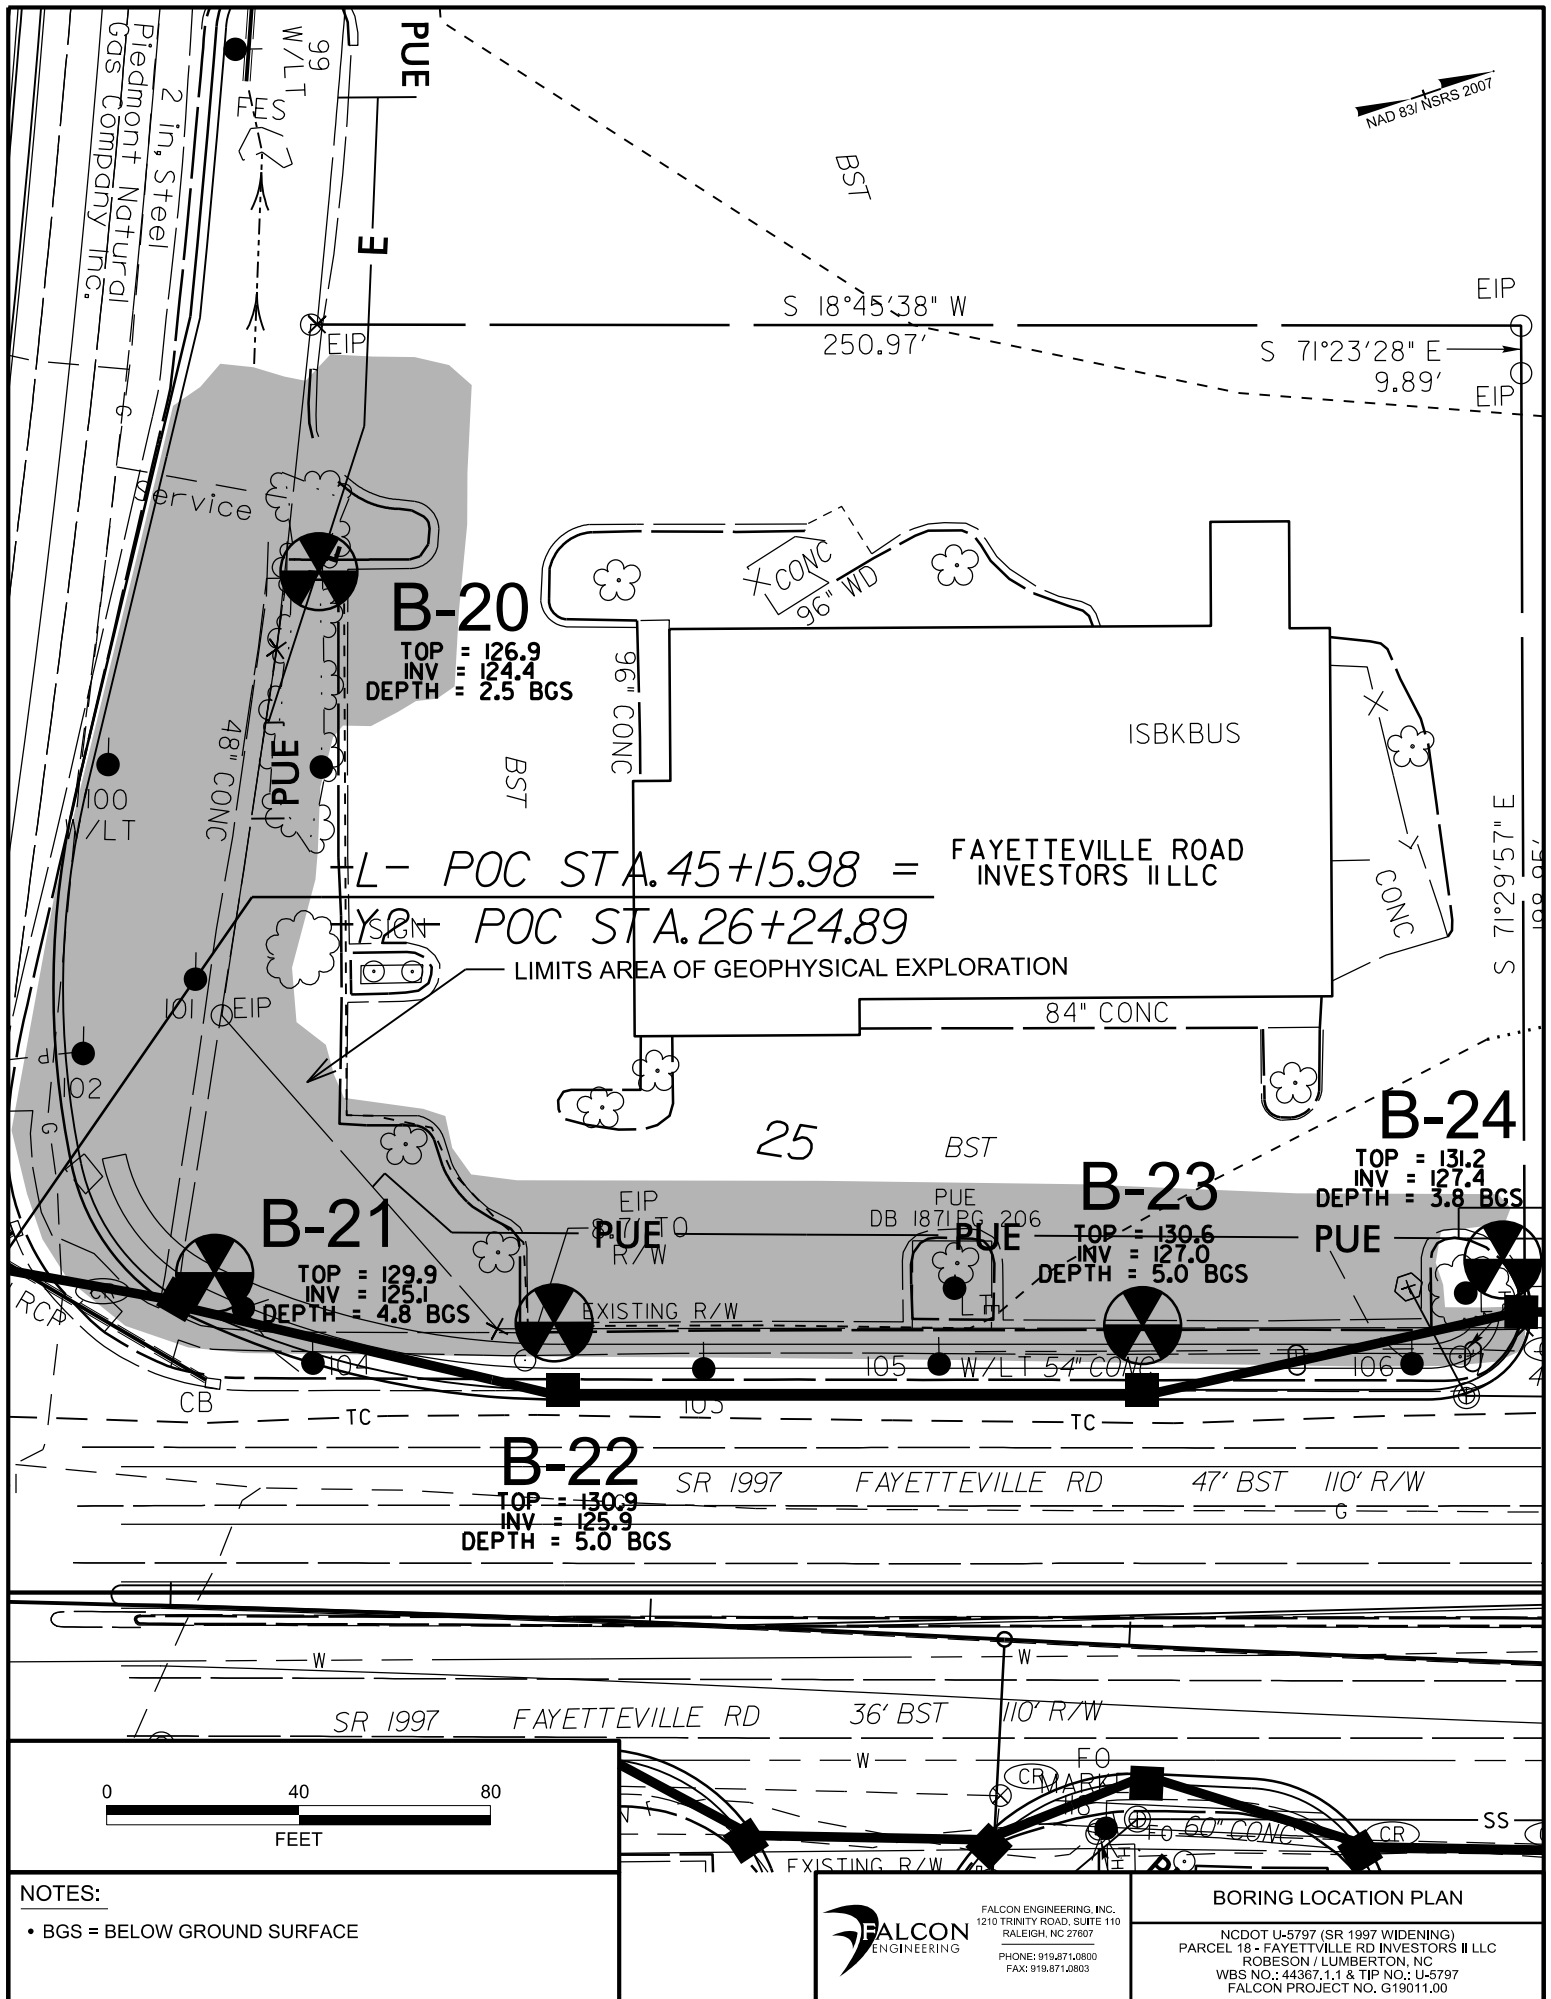 PUE
99
W/LT
FES
2 in. Steel
Piedmont Natural
Gas Company Inc.
NAD 83/ NSRS 2007
BST
E
S 18°45'38" W
250.97'
EIP
EIP
S 71°23'28" E
9.89'
EIP
G
Service
CONC
96" WD
B-20
TOP = 126.9
INV = 124.4
DEPTH = 2.5 BGS
96" CONC
ISBKBUS
48" CONC
PUE
BST
100
W/LT
S 71°29'57" E
-L- POC STA. 45+15.98 =
-Y2- POC STA. 26+24.89
FAYETTEVILLE ROAD
INVESTORS II LLC
CONC
SIGN
LIMITS AREA OF GEOPHYSICAL EXPLORATION
101
EIP
84" CONC
102
G
25
BST
B-24
TOP = 131.2
INV = 127.4
DEPTH = 3.8 BGS
B-23
TOP = 130.6
INV = 127.0
DEPTH = 5.0 BGS
B-21
TOP = 129.9
INV = 125.1
DEPTH = 4.8 BGS
EIP
8.71' TO
R/W
PUE
PUE
DB 1871 PG 206
PUE
PUE
RCP
EXISTING R/W
LT
104
105
W/LT 54" CONC
106
CB
103
TC
TC
B-22
TOP = 130.9
INV = 125.9
DEPTH = 5.0 BGS
SR 1997 FAYETTEVILLE RD 47' BST 110' R/W
G
W
W
SR 1997 FAYETTEVILLE RD 36' BST 110' R/W
W
FO
CR
FO 60" CONC
CR
SS
EXISTING R/W
0 40 80
FEET
NOTES:
• BGS = BELOW GROUND SURFACE
FALCON
ENGINEERING
FALCON ENGINEERING, INC.
1210 TRINITY ROAD, SUITE 110
RALEIGH, NC 27607
PHONE: 919.871.0800
FAX: 919.871.0803
BORING LOCATION PLAN
NCDOT U-5797 (SR 1997 WIDENING)
PARCEL 18 - FAYETTVILLE RD INVESTORS II LLC
ROBESON / LUMBERTON, NC
WBS NO.: 44367.1.1 & TIP NO.: U-5797
FALCON PROJECT NO. G19011.00